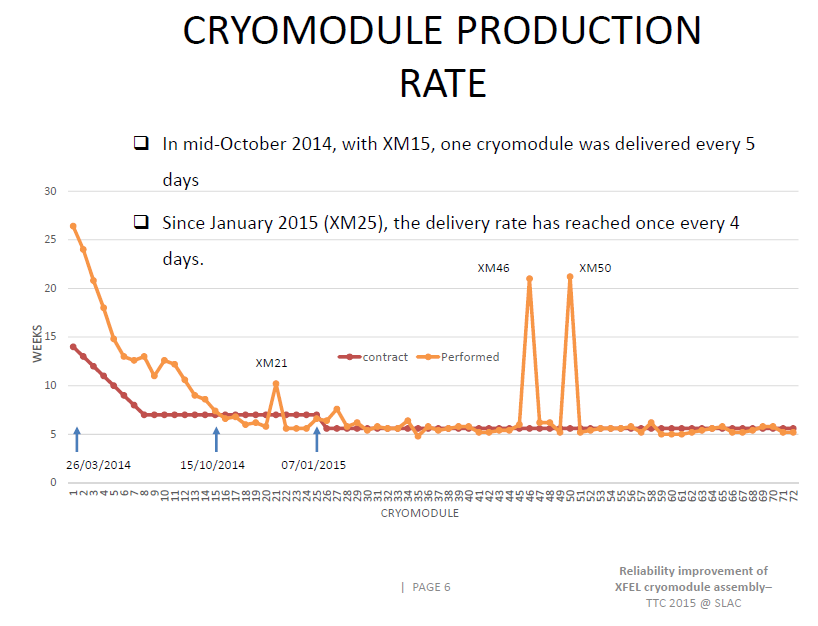 CRYOMODULE PRODUCTION
RATE
❑ In mid-October 2014, with XM15, one cryomodule was delivered every 5
days
❑ Since January 2015 (XM25), the delivery rate has reached once every 4
days.
30
25
20
15
10
5
0
WEEKS
XM46
XM50
XM21
contract
Performed
26/03/2014
15/10/2014
07/01/2015
1 2 3 4 5 6 7 8 9 10 11 12 13 14 15 16 17 18 19 20 21 22 23 24 25 26 27 28 29 30 31 32 33 34 35 36 37 38 39 40 41 42 43 44 45 46 47 48 49 50 51 52 53 54 55 56 57 58 59 60 61 62 63 64 65 66 67 68 69 70 71 72
CRYOMODULE
| PAGE 6
Reliability improvement of
XFEL cryomodule assembly–
TTC 2015 @ SLAC